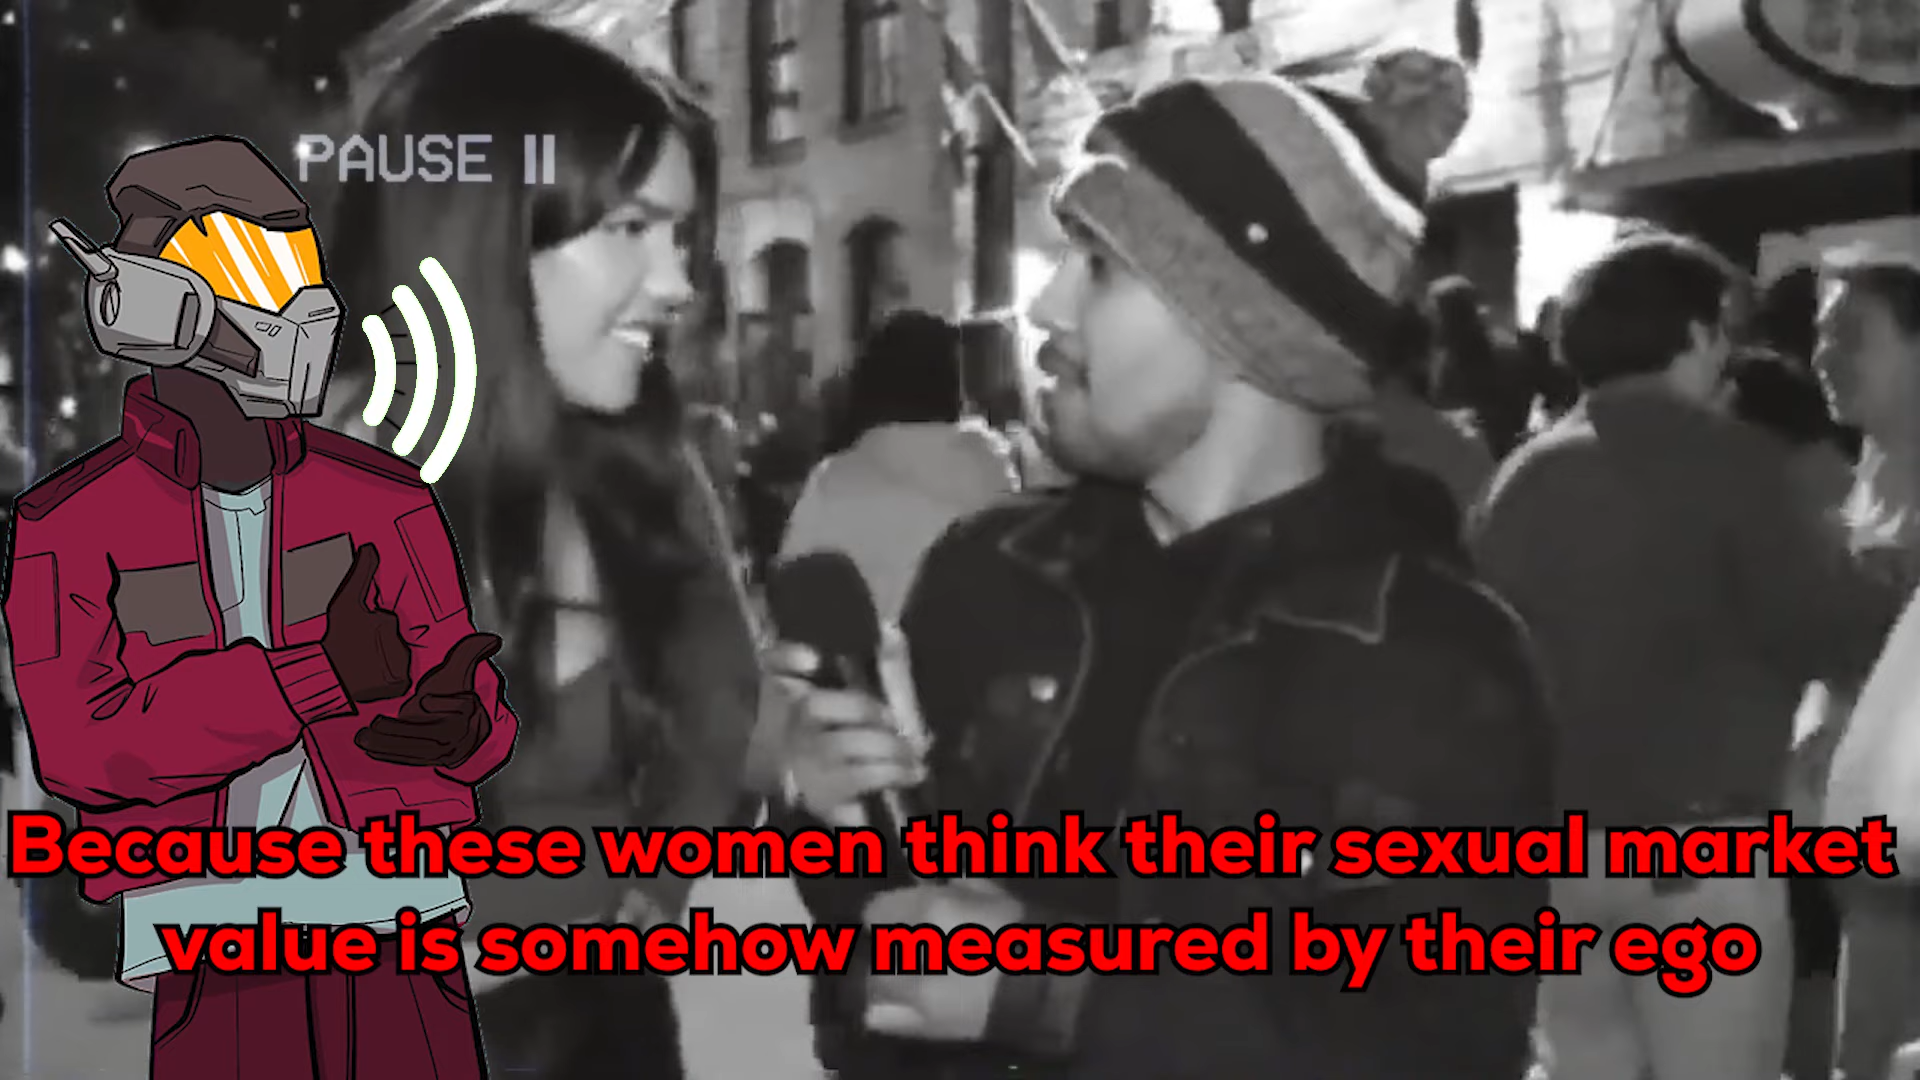 PAUSE II
Because these women think their sexual market
value is somehow measured by their ego